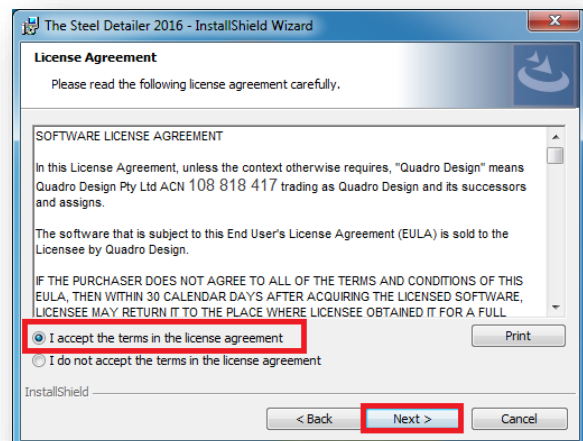 The Steel Detailer 2016 - InstallShield Wizard
License Agreement
Please read the following license agreement carefully.
SOFTWARE LICENSE AGREEMENT
In this License Agreement, unless the context otherwise requires, "Quadro Design" means
Quadro Design Pty Ltd ACN 108 818 417 trading as Quadro Design and its successors
and assigns.
The software that is subject to this End User's License Agreement (EULA) is sold to the
Licensee by Quadro Design.
IF THE PURCHASER DOES NOT AGREE TO ALL OF THE TERMS AND CONDITIONS OF THIS
EULA, THEN WITHIN 30 CALENDAR DAYS AFTER ACQUIRING THE LICENSED SOFTWARE,
LICENSEE MAY RETURN IT TO THE PLACE WHERE LICENSEE OBTAINED IT FOR A FULL
I accept the terms in the license agreement
Print
I do not accept the terms in the license agreement
InstallShield
< Back
Next >
Cancel